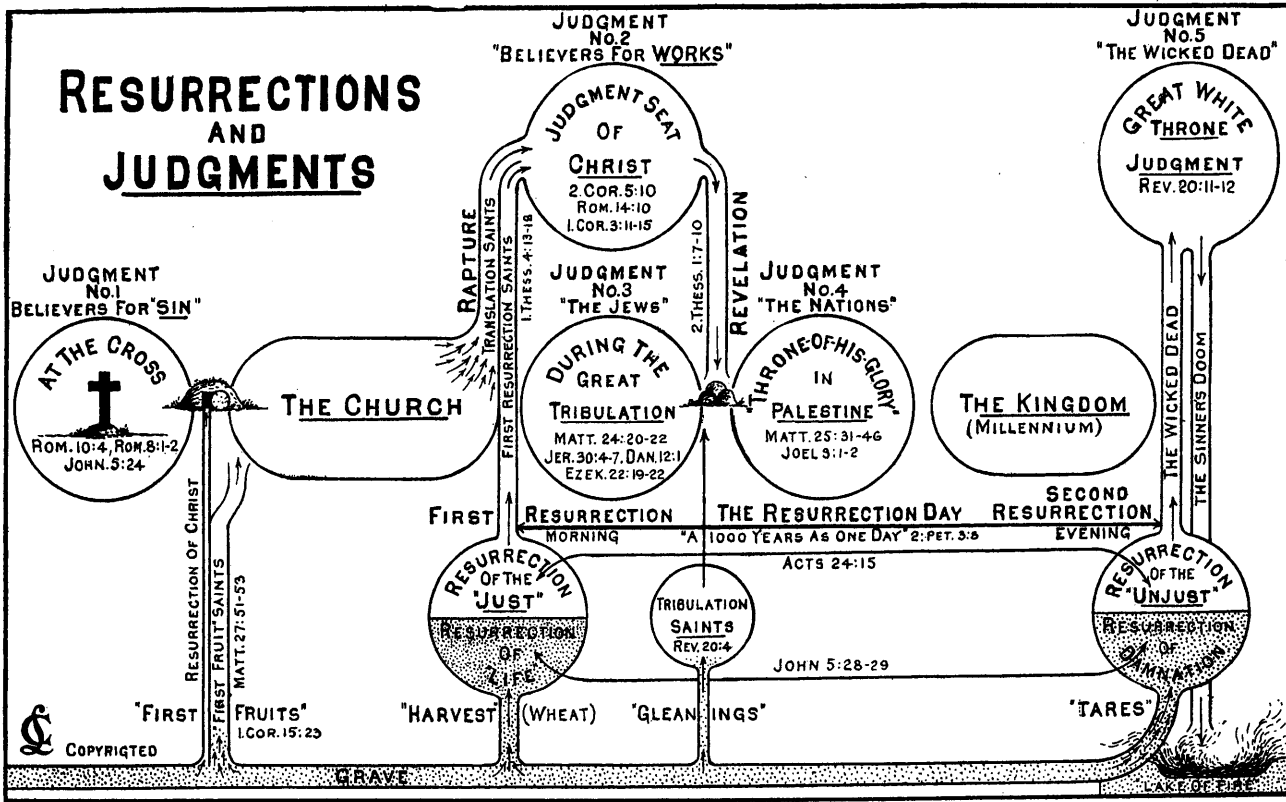 RESURRECTIONS
AND
JUDGMENTS
JUDGMENT
No.1
BELIEVERS FOR "SIN"
AT THE CROSS
ROM. 10:4, ROM. 8:1-2
JOHN. 5:24
RESURRECTION OF CHRIST
"FIRST FRUIT" SAINTS
MATT. 27:51-53
"FIRST FRUITS"
1.COR. 15:23
THE CHURCH
RAPTURE
TRANSLATION SAINTS
FIRST RESURRECTION SAINTS
1.THESS. 4:13-18
JUDGMENT
No.2
"BELIEVERS FOR WORKS"
JUDGMENT SEAT
OF
CHRIST
2.COR. 5:10
ROM. 14:10
1.COR. 3:11-15
2.THESS. 1:7-10
REVELATION
JUDGMENT
No.3
"THE JEWS"
DURING THE
GREAT
TRIBULATION
MATT. 24:20-22
JER. 30:4-7, DAN. 12:1
EZEK. 22:19-22
JUDGMENT
No.4
"THE NATIONS"
"THRONE-OF-HIS-GLORY"
IN
PALESTINE
MATT. 25:31-46
JOEL 3:1-2
THE KINGDOM
(MILLENNIUM)
JUDGMENT
No.5
"THE WICKED DEAD"
GREAT WHITE
THRONE
JUDGMENT
REV. 20:11-12
THE WICKED DEAD
THE SINNERS DOOM
FIRST RESURRECTION
MORNING
THE RESURRECTION DAY
"A 1000 YEARS AS ONE DAY" 2:PET. 3:8
SECOND
RESURRECTION
EVENING
ACTS 24:15
RESURRECTION
OF THE
"JUST"
RESURRECTION
OF
"LIFE"
TRIBULATION
SAINTS
REV. 20:4
JOHN 5:28-29
RESURRECTION
OF THE
"UNJUST"
RESURRECTION
OF
DAMNATION
"HARVEST" (WHEAT)
"GLEANINGS"
"TARES"
CL
COPYRIGTED
GRAVE
LAKE OF FIRE